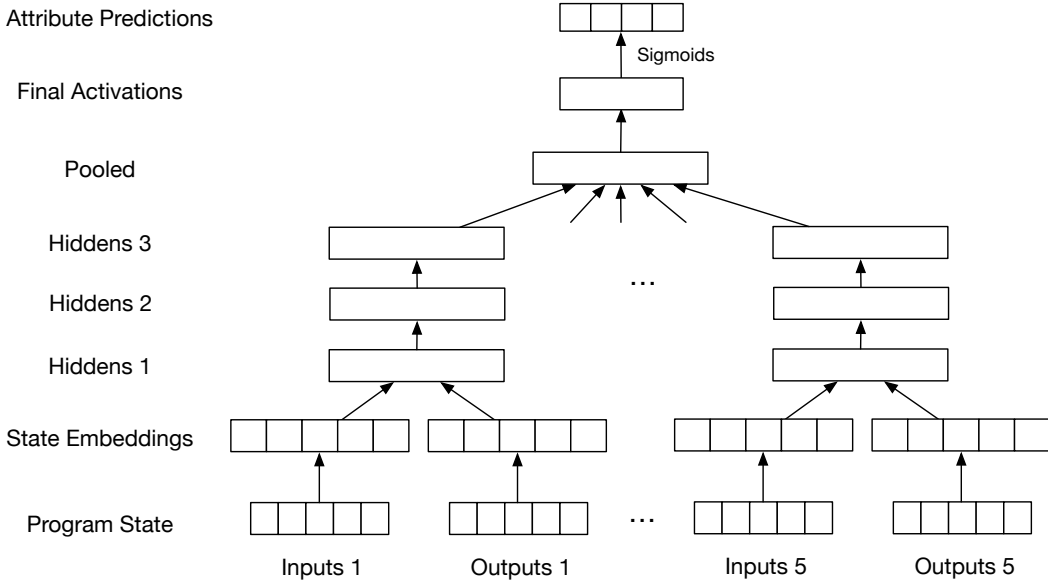 Attribute Predictions
Sigmoids
Final Activations
Pooled
Hiddens 3
...
Hiddens 2
Hiddens 1
State Embeddings
Program State
...
Inputs 1
Outputs 1
Inputs 5
Outputs 5